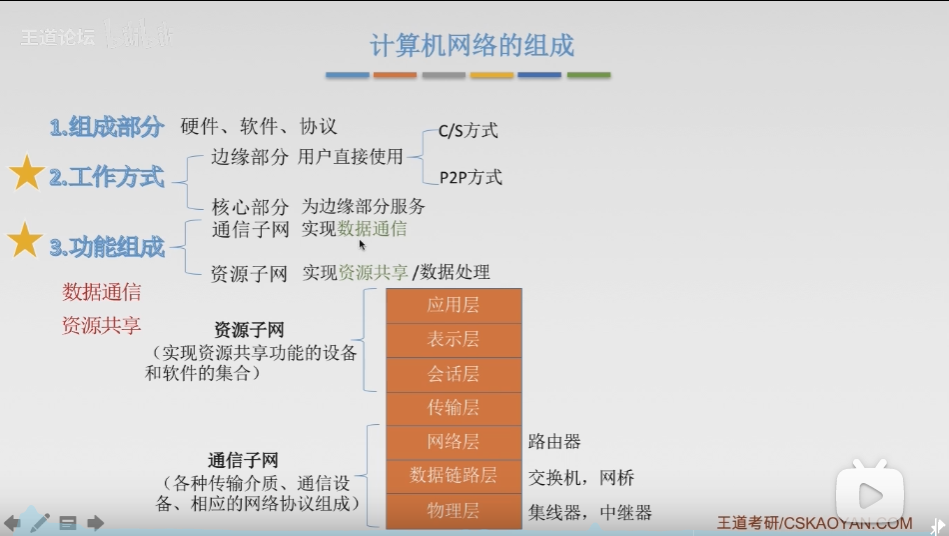 王道论坛
计算机网络的组成
1.组成部分 硬件、软件、协议
C/S方式
边缘部分 用户直接使用
2.工作方式
P2P方式
核心部分 为边缘部分服务
通信子网 实现数据通信
3.功能组成
资源子网 实现资源共享/数据处理
数据通信
资源共享
应用层
资源子网
表示层
（实现资源共享功能的设备
和软件的集合）
会话层
传输层
网络层 路由器
通信子网
数据链路层 交换机，网桥
（各种传输介质、通信设
备、相应的网络协议组成）
物理层 集线器，中继器
王道考研/CSKAOYAN.COM